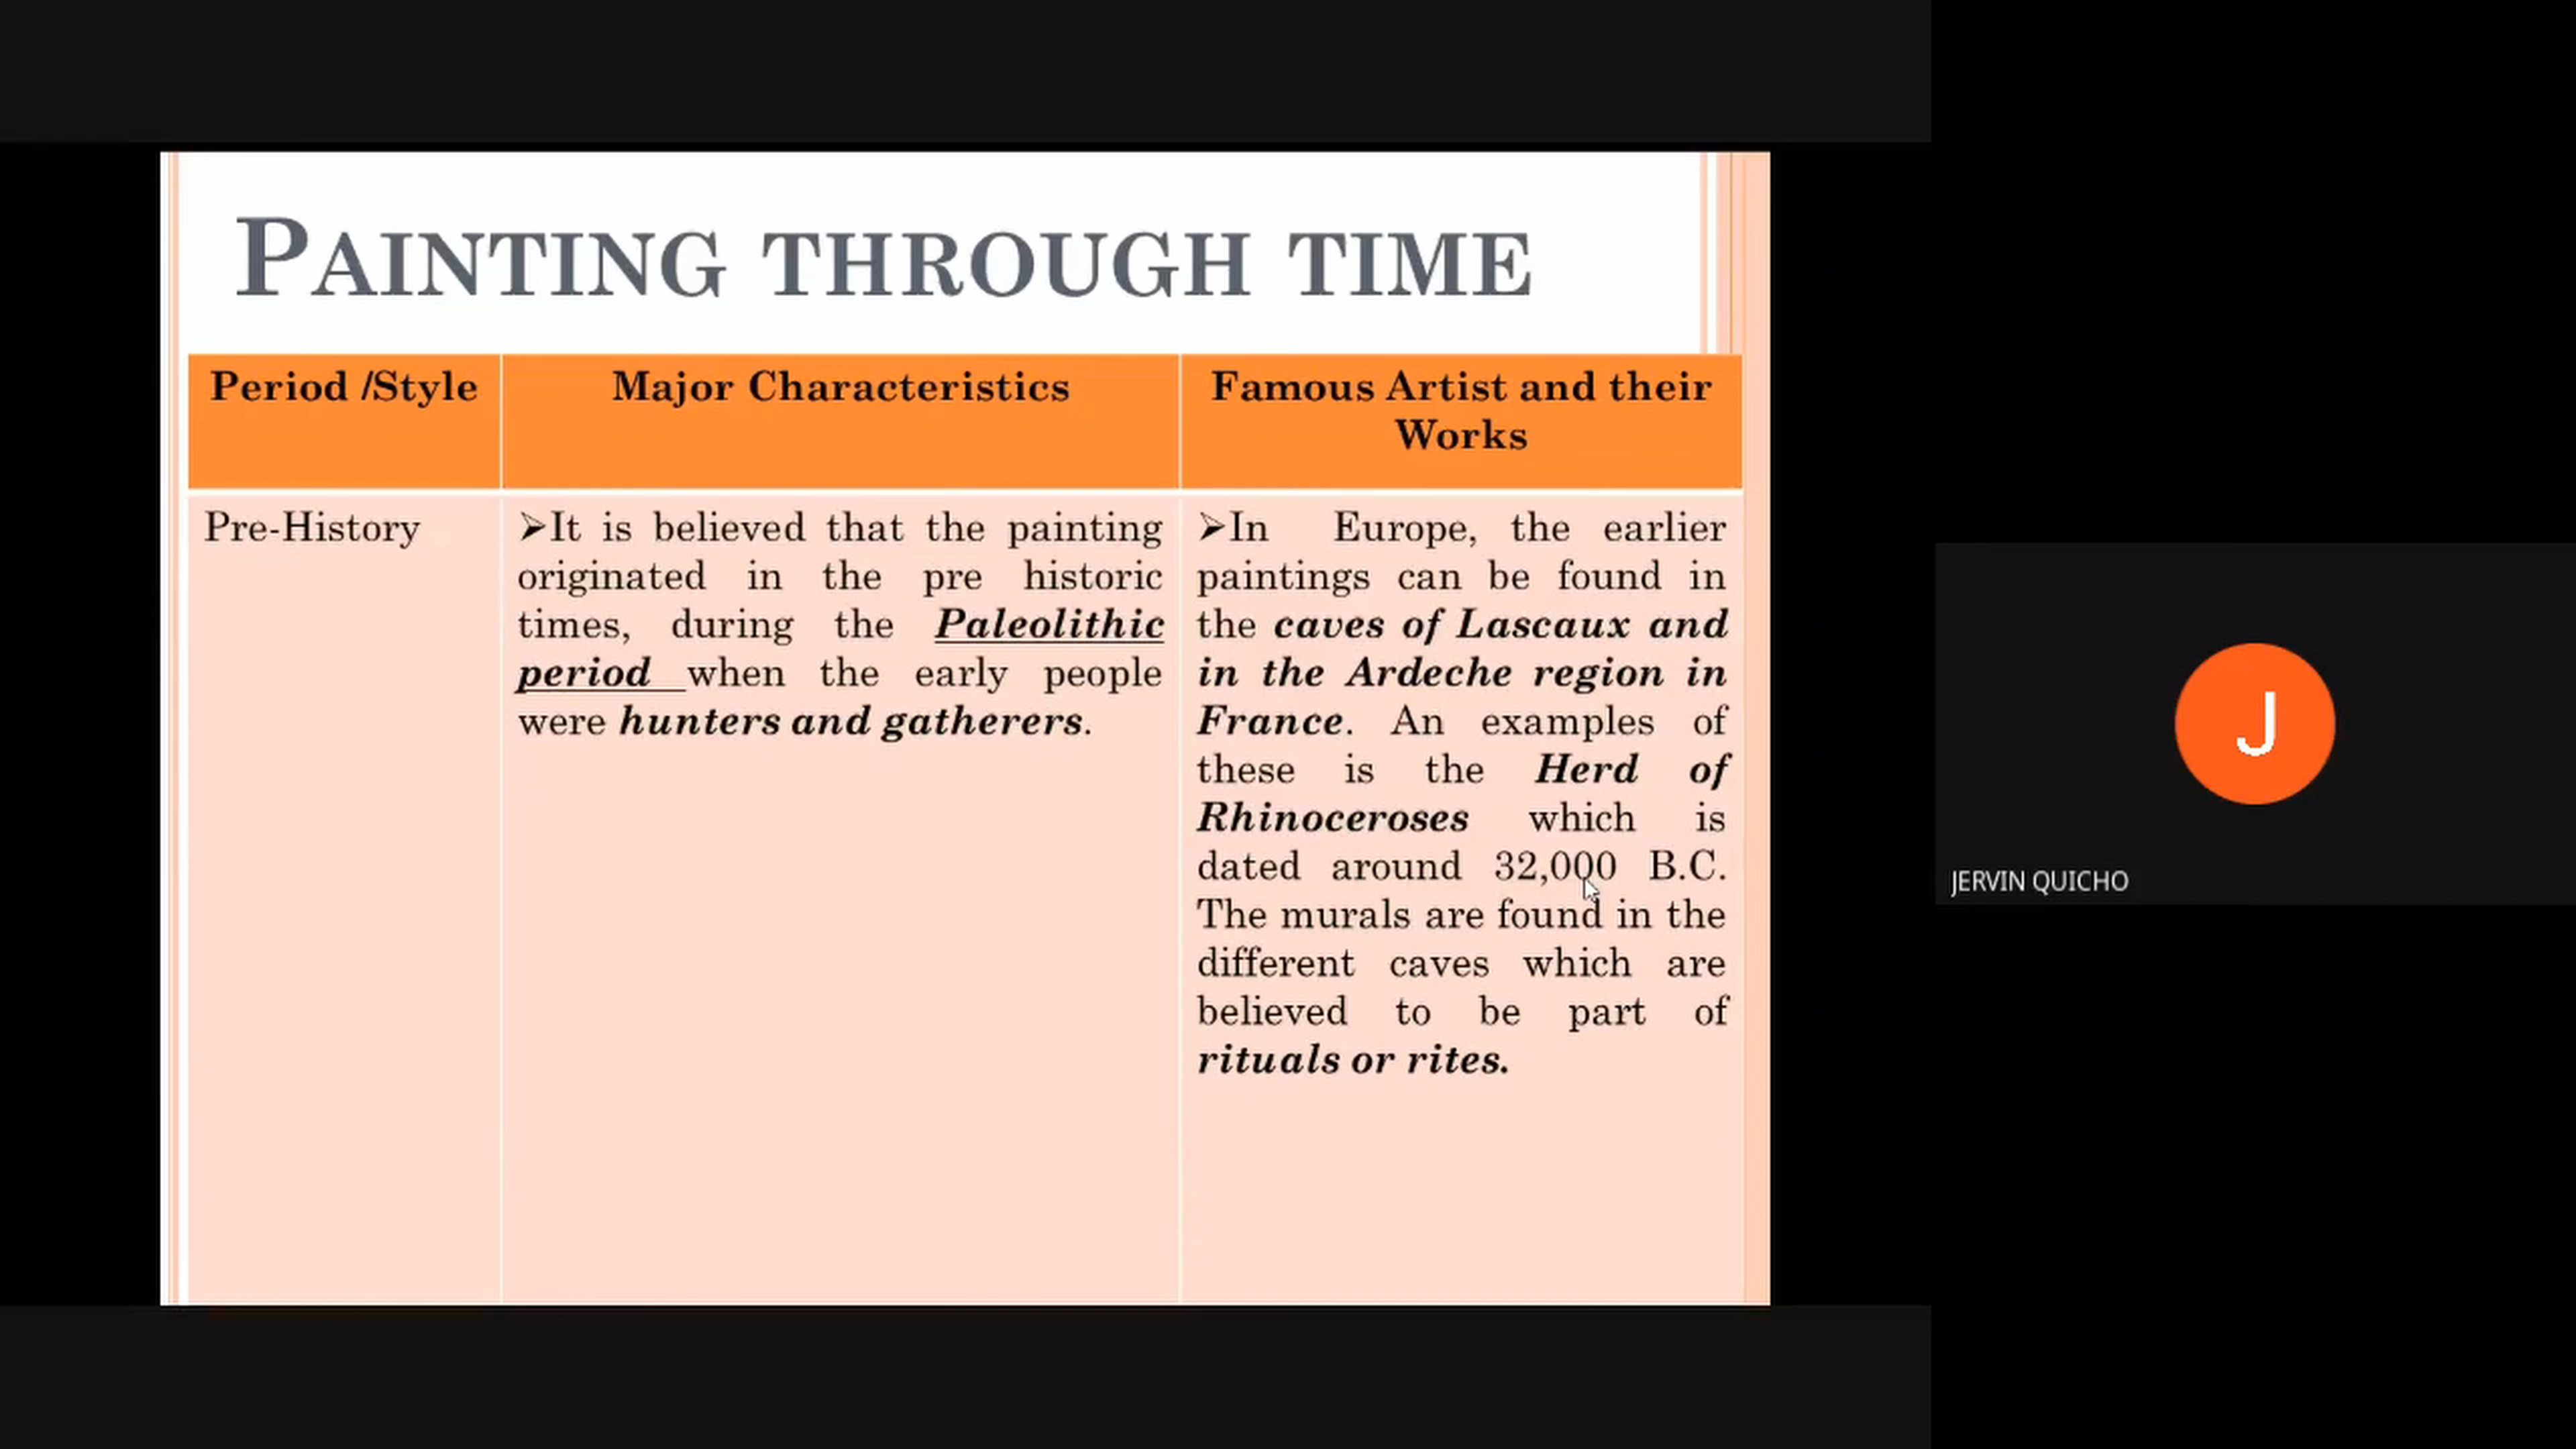 PAINTING THROUGH TIME
Period /Style
Major Characteristics
Famous Artist and their
Works
Pre-History
➢It is believed that the painting
originated in the pre historic
times, during the Paleolithic
period when the early people
were hunters and gatherers.
➢In Europe, the earlier
paintings can be found in
the caves of Lascaux and
in the Ardeche region in
France. An examples of
these is the Herd of
Rhinoceroses which is
dated around 32,000 B.C.
The murals are found in the
different caves which are
believed to be part of
rituals or rites.
J
JERVIN QUICHO